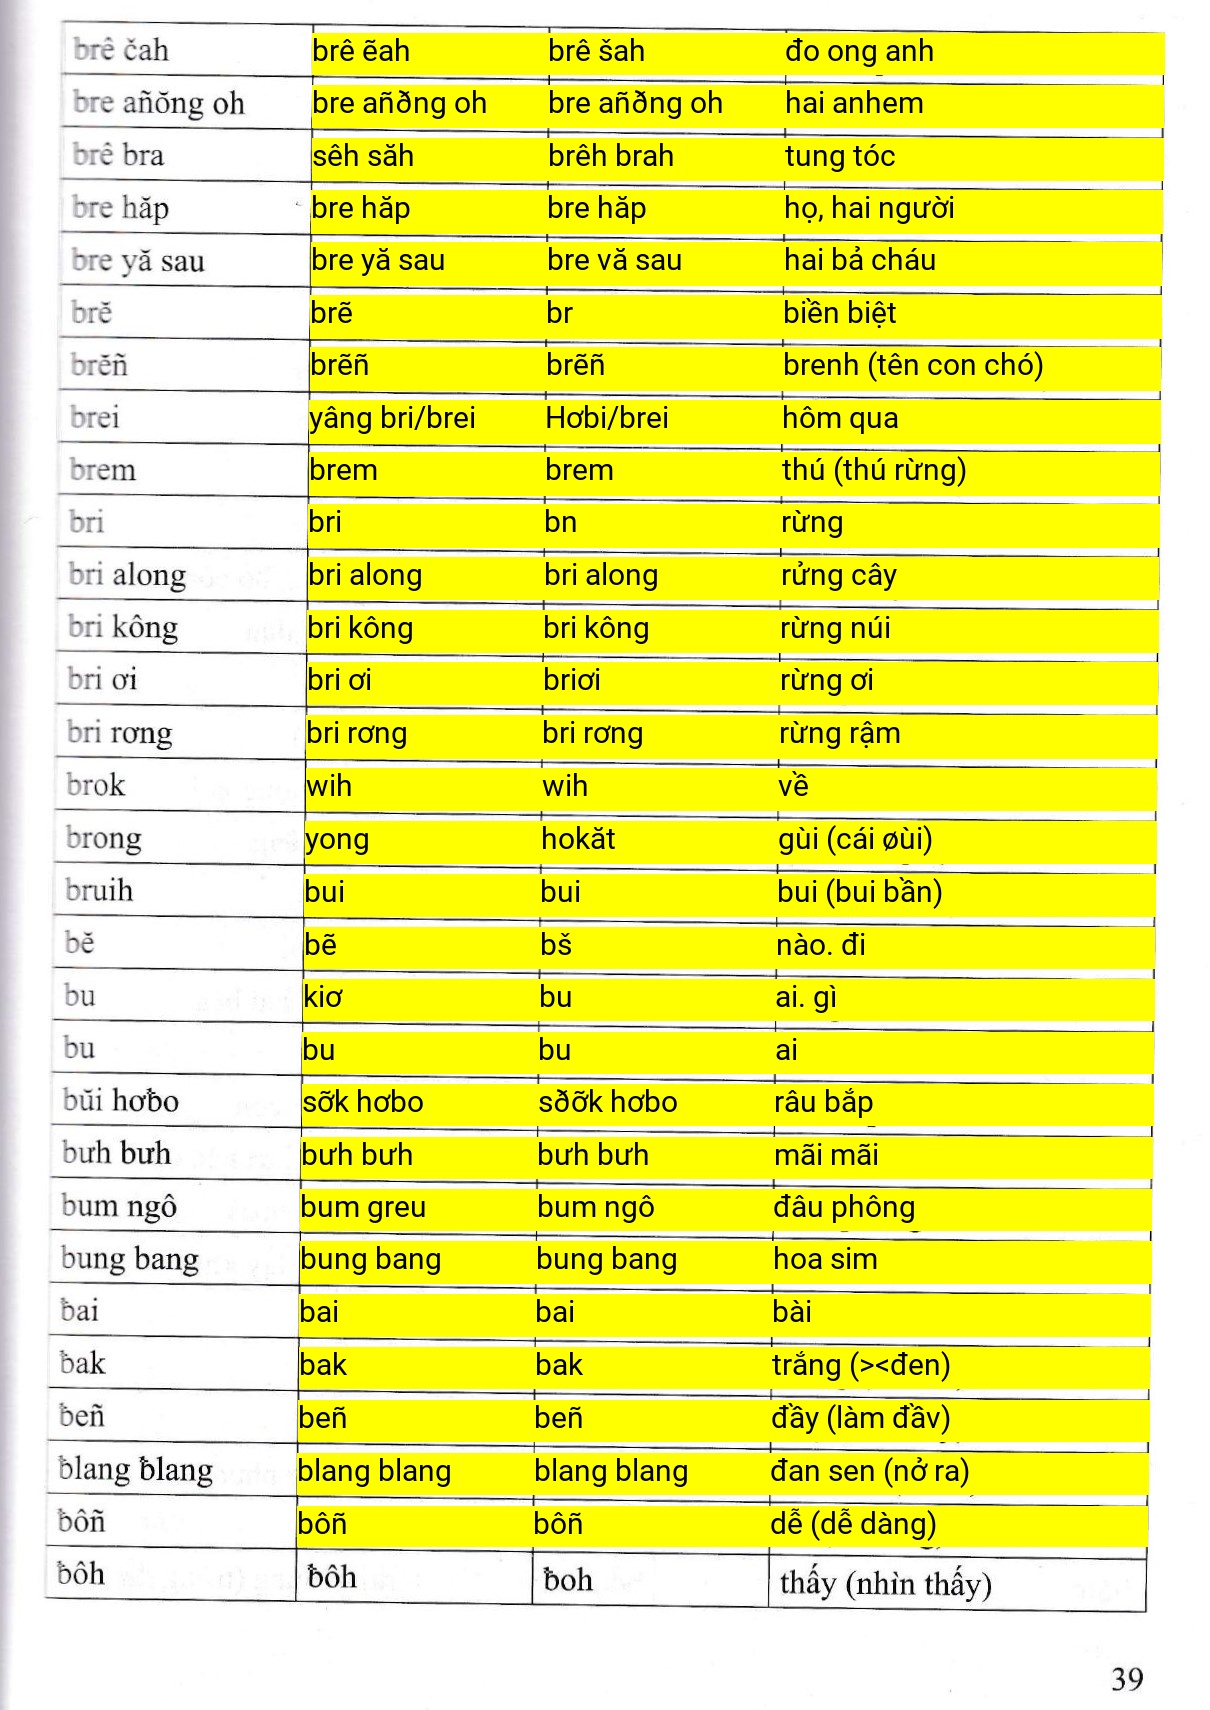 brê čah brê ẽah brê šah đo ong anh
bre añŏng oh bre añðng oh bre añðng oh hai anhem
brê bra sêh săh brêh brah tung tóc
bre hăp bre hăp bre hăp họ, hai người
bre yă sau bre yă sau bre vă sau hai bả cháu
brĕ brẽ br biền biệt
brĕñ brẽñ brẽñ brenh (tên con chó)
brei yâng bri/brei Hơbi/brei hôm qua
brem brem brem thú (thú rừng)
bri bri bn rừng
bri along bri along bri along rửng cây
bri kông bri kông bri kông rừng núi
bri ơi bri ơi briơi rừng ơi
bri rơng bri rơng bri rơng rừng rậm
brok wih wih về
brong yong hokăt gùi (cái øùi)
bruih bui bui bui (bui bần)
bĕ bẽ bš nào. đi
bu kiơ bu ai. gì
bu bu bu ai
bŭi hơƀo sỡk hơbo sðỡk hơbo râu bắp
bưh bưh bưh bưh bưh bưh mãi mãi
bum ngô bum greu bum ngô đâu phông
bung bang bung bang bung bang hoa sim
ƀai bai bai bài
ƀak bak bak trắng (><đen)
ƀeñ beñ beñ đầy (làm đầv)
ƀlang ƀlang blang blang blang blang đan sen (nở ra)
ƀôñ bôñ bôñ dễ (dễ dàng)
ƀôh ƀôh ƀoh thấy (nhìn thấy)
39